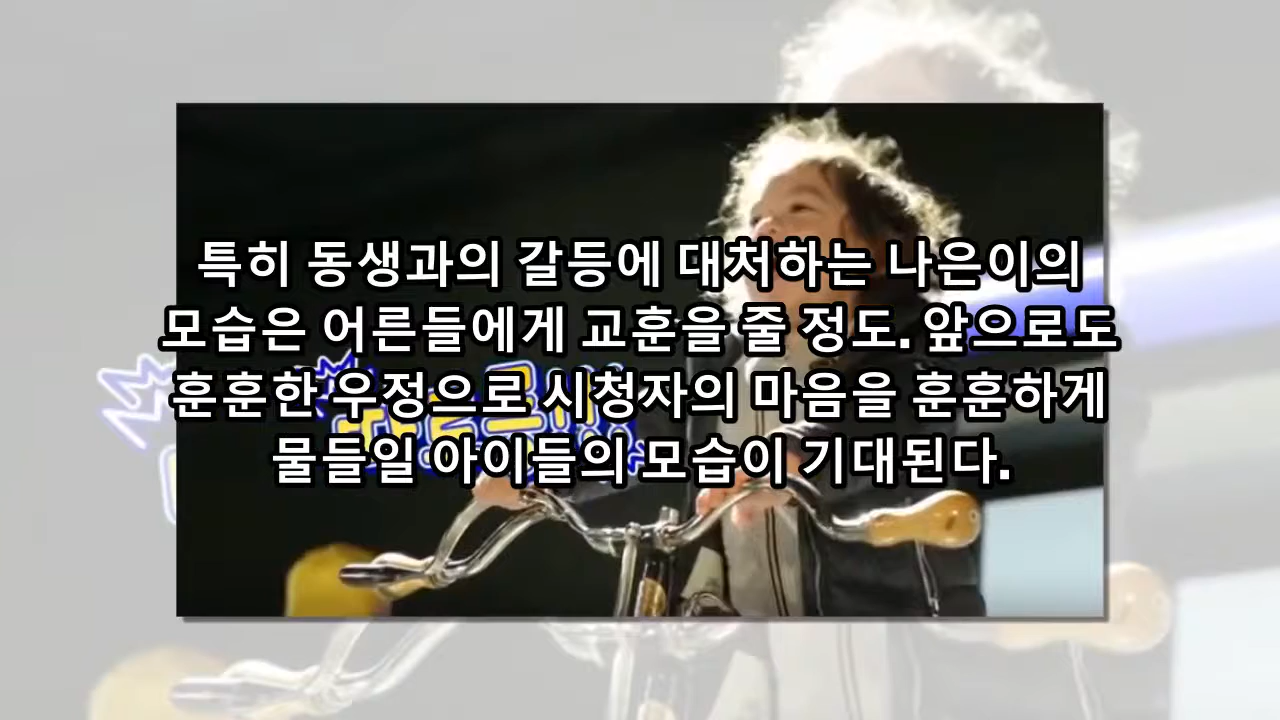 특히 동생과의 갈등에 대처하는 나은이의
모습은 어른들에게 교훈을 줄 정도. 앞으로도
훈훈한 우정으로 시청자의 마음을 훈훈하게
물들일 아이들의 모습이 기대된다.